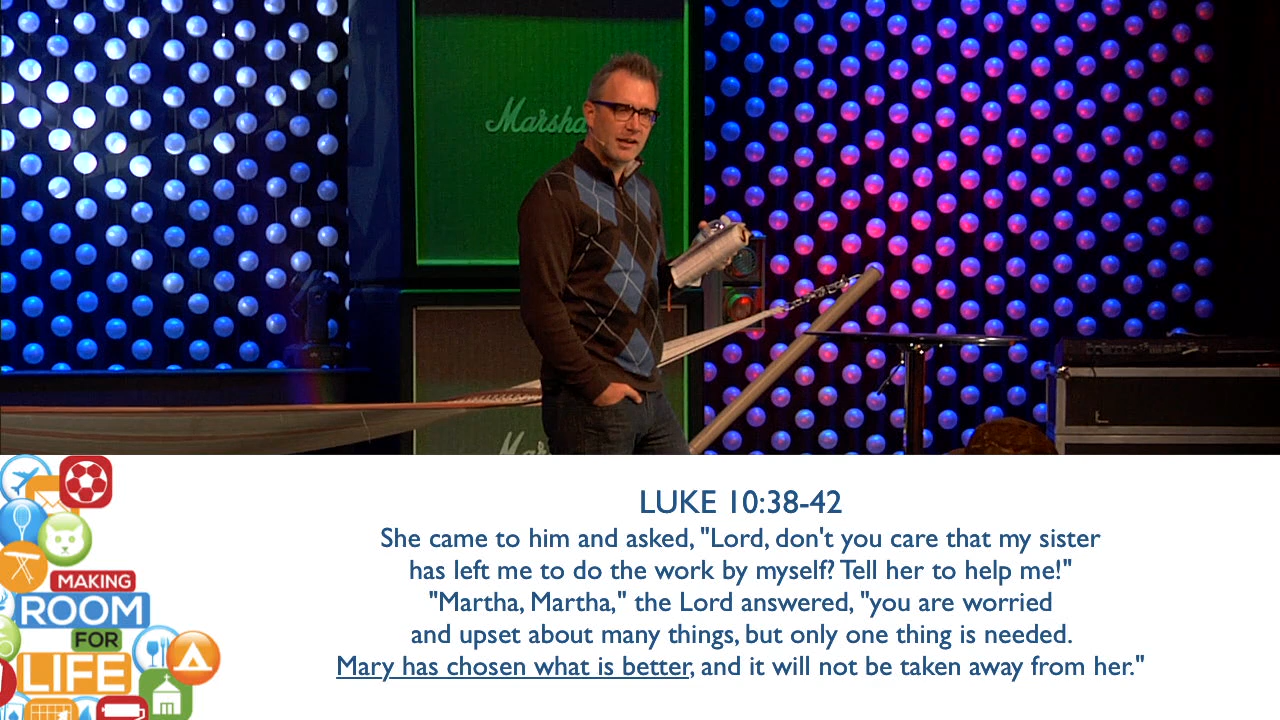 Marsha
Mar
LUKE 10:38-42
She came to him and asked, "Lord, don't you care that my sister
has left me to do the work by myself? Tell her to help me!"
"Martha, Martha," the Lord answered, "you are worried
and upset about many things, but only one thing is needed.
Mary has chosen what is better, and it will not be taken away from her."
MAKING
ROOM
FOR
LIFE